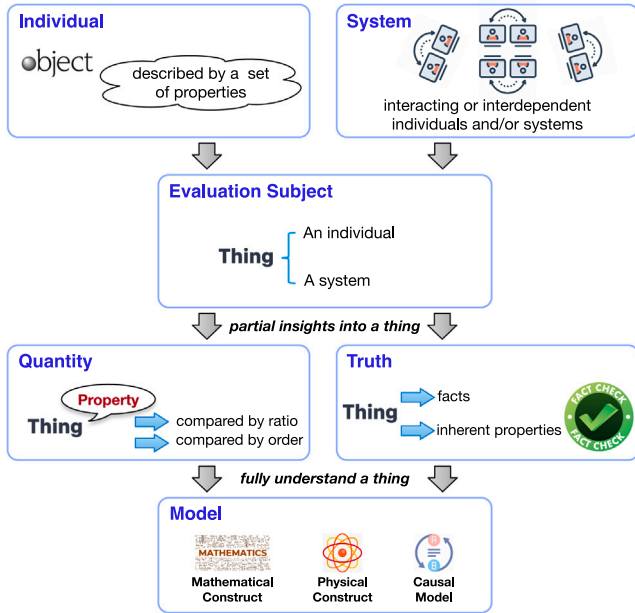 Individual
object
described by a set
of properties
System
interacting or interdependent
individuals and/or systems
Evaluation Subject
Thing
An individual
A system
partial insights into a thing
Quantity
Property
Thing
compared by ratio
compared by order
Truth
Thing
facts
inherent properties
FACT CHECK
FACT CHECK
fully understand a thing
Model
MATHEMATICS
Mathematical
Construct
Physical
Construct
Causal
Model